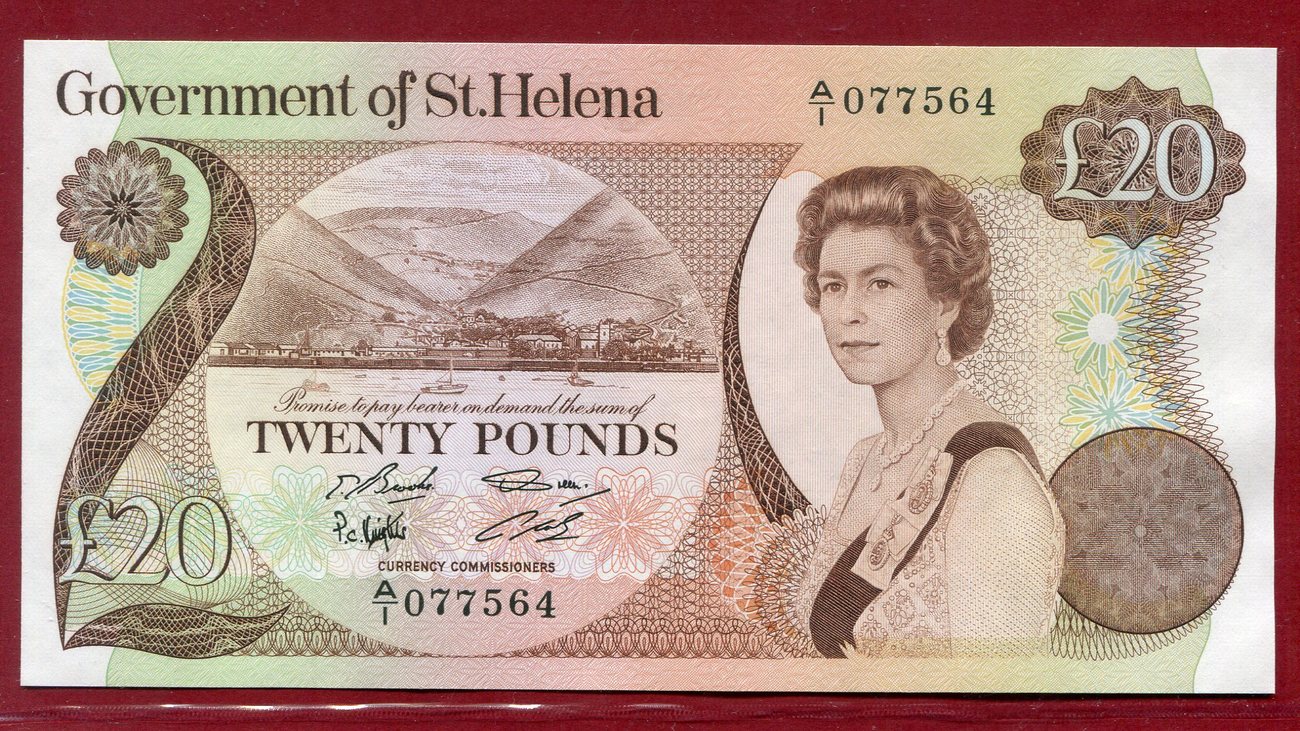 Government of St.Helena
A/1 077564
£20
Promise to pay bearer on demand the sum of
TWENTY POUNDS
P.C.
£20
CURRENCY COMMISSIONERS
A/1 077564